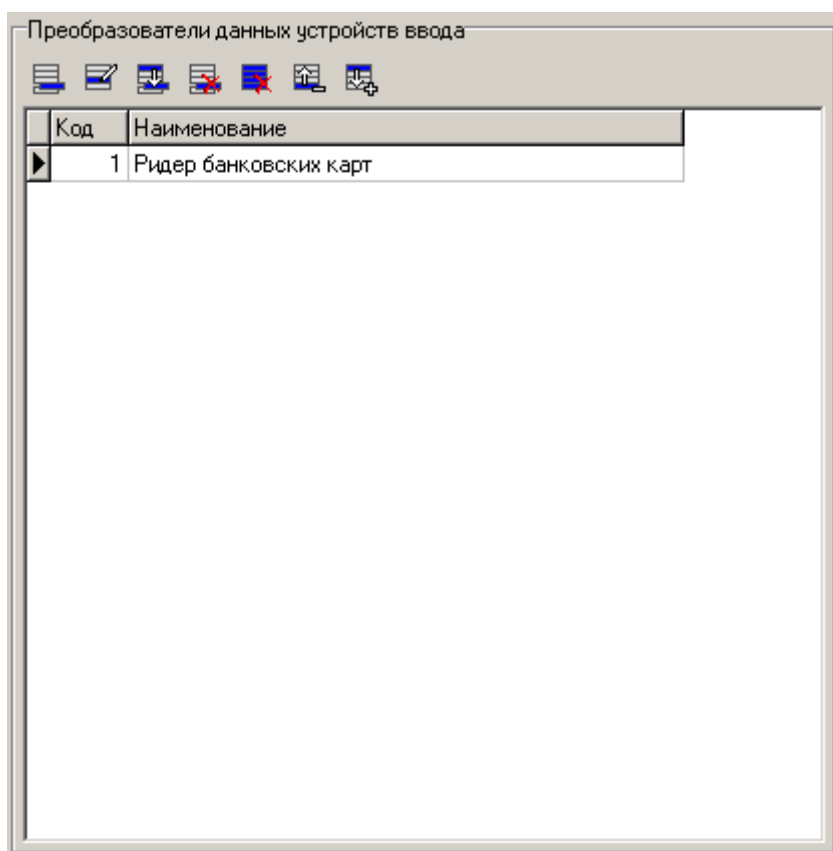 Преобразователи данных устройств ввода
Код Наименование
1 Ридер банковских карт